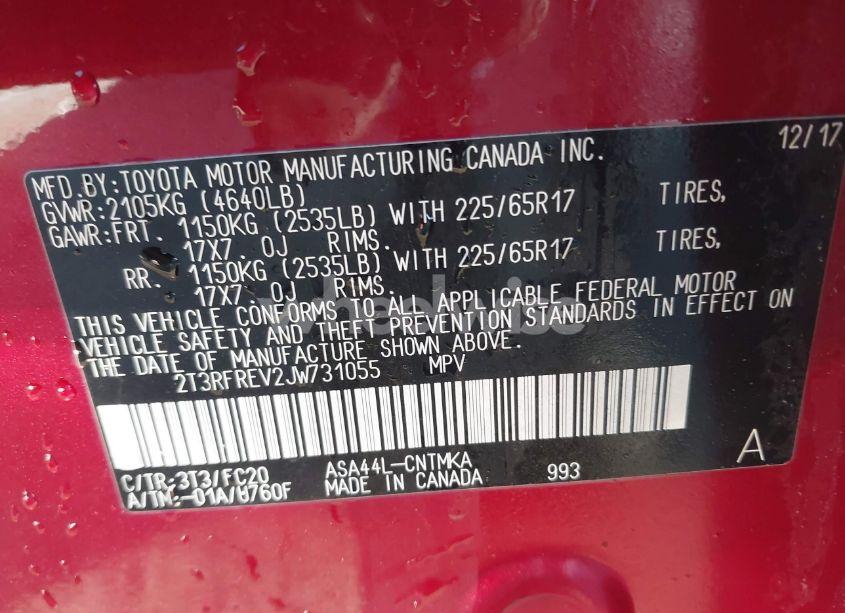 12/17
MFD.BY:TOYOTA MOTOR MANUFACTURING CANADA INC.
GVWR:2105KG (4640LB)
GAWR:FRT. 1150KG (2535LB) WITH 225/65R17 TIRES,
17X7.0J RIMS.
RR. 1150KG (2535LB) WITH 225/65R17 TIRES,
17X7.0J RIMS.
THIS VEHICLE CONFORMS TO ALL APPLICABLE FEDERAL MOTOR
VEHICLE SAFETY AND THEFT PREVENTION STANDARDS IN EFFECT ON
THE DATE OF MANUFACTURE SHOWN ABOVE.
2T3RFREV2JW731055 MPV
C/TR:3T3/FC20 ASA44L-CNTMKA 993 A
A/TM:-01A/U760F MADE IN CANADA